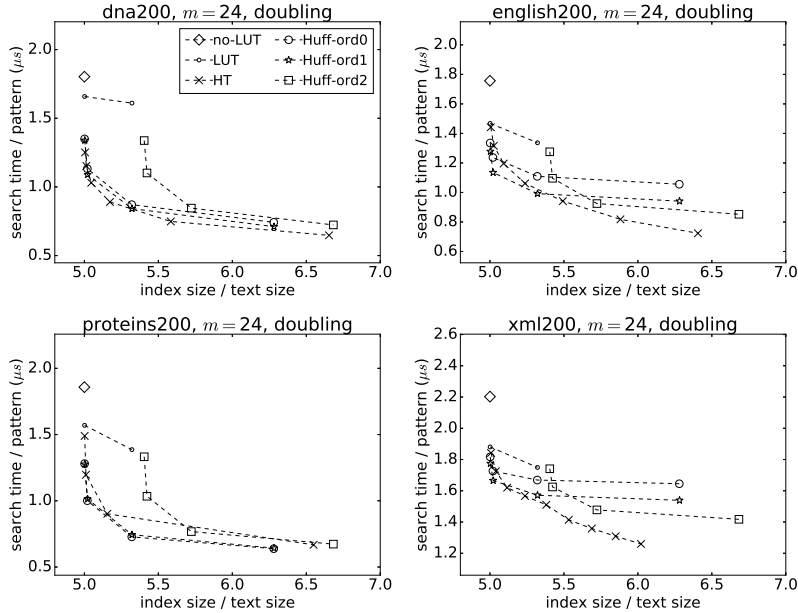 dna200, m = 24, doubling
search time / pattern (μs)
2.0
1.5
1.0
0.5
no-LUT
LUT
HT
Huff-ord0
Huff-ord1
Huff-ord2
5.0 5.5 6.0 6.5 7.0
index size / text size
english200, m = 24, doubling
search time / pattern (μs)
2.0
1.8
1.6
1.4
1.2
1.0
0.8
0.6
5.0 5.5 6.0 6.5 7.0
index size / text size
proteins200, m = 24, doubling
search time / pattern (μs)
2.0
1.5
1.0
0.5
5.0 5.5 6.0 6.5 7.0
index size / text size
xml200, m = 24, doubling
search time / pattern (μs)
2.6
2.4
2.2
2.0
1.8
1.6
1.4
1.2
5.0 5.5 6.0 6.5 7.0
index size / text size